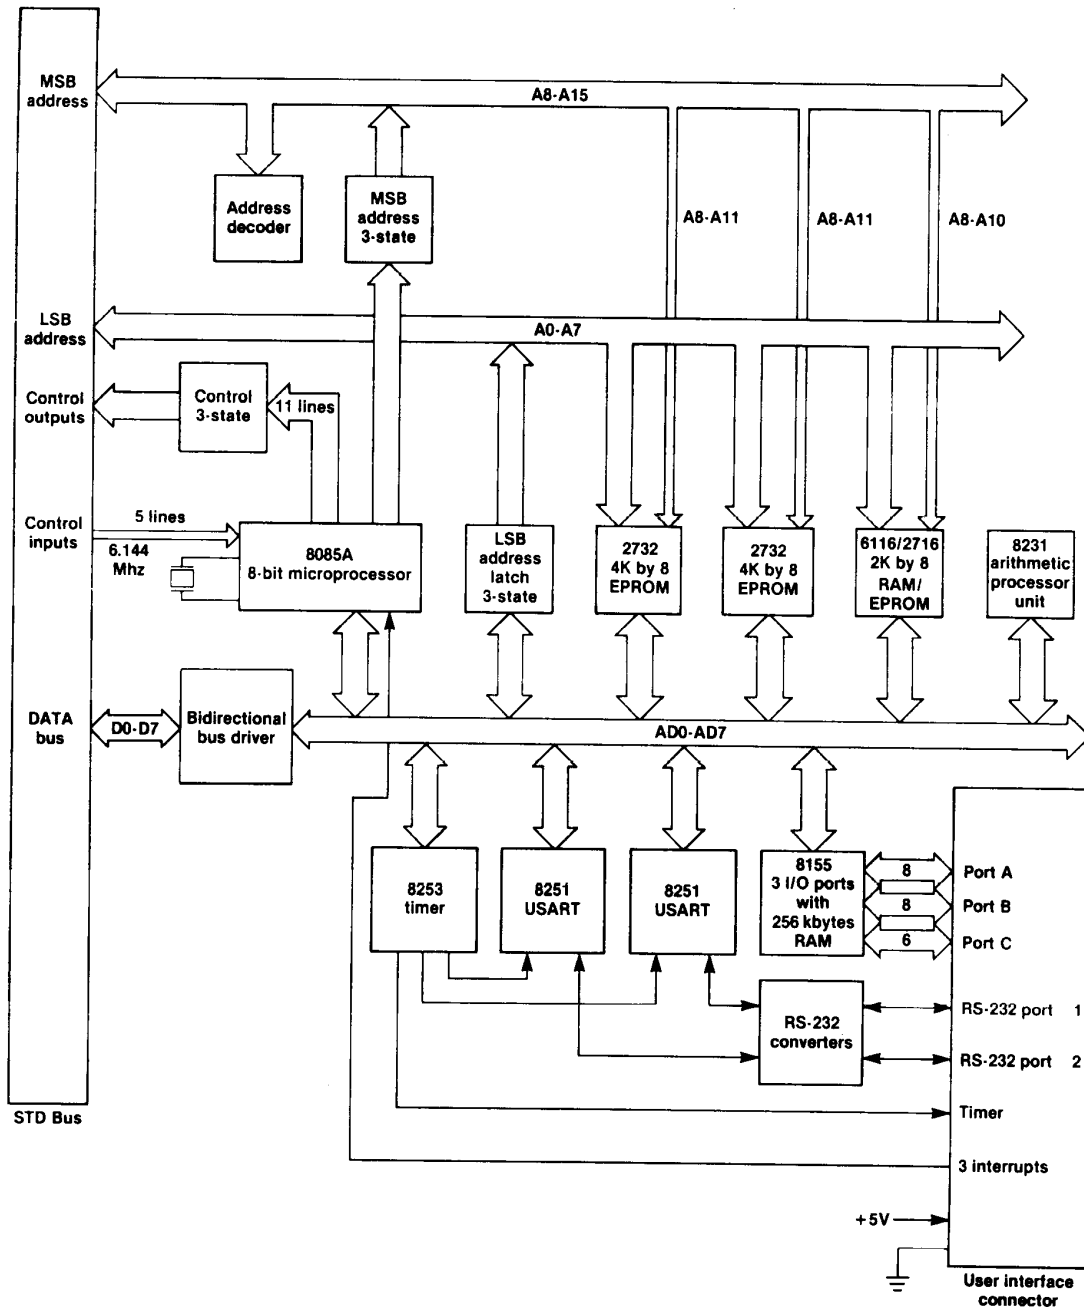 MSB
address
A8-A15
Address
decoder
MSB
address
3-state
A8-A11
A8-A11
A8-A10
LSB
address
A0-A7
Control
outputs
Control
3-state
11 lines
Control
inputs
5 lines
6.144
Mhz
8085A
8-bit microprocessor
LSB
address
latch
3-state
2732
4K by 8
EPROM
2732
4K by 8
EPROM
6116/2716
2K by 8
RAM/
EPROM
8231
arithmetic
processor
unit
DATA
bus
D0-D7
Bidirectional
bus driver
AD0-AD7
8253
timer
8251
USART
8251
USART
8155
3 I/O ports
with
256 kbytes
RAM
8
8
6
Port A
Port B
Port C
RS-232
converters
RS-232 port 1
RS-232 port 2
Timer
3 interrupts
+5V
STD Bus
User interface
connector